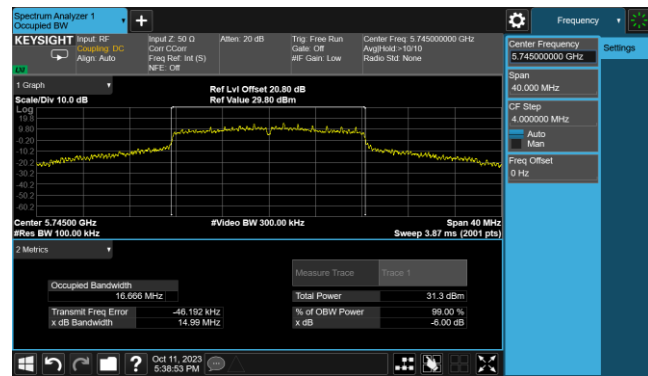 Spectrum Analyzer 1
Occupied BW
Frequency
KEYSIGHT
Input: RF
Coupling: DC
Align: Auto
Input Z: 50 Ω
Corr CCorr
Freq Ref: Int (S)
NFE: Off
Atten: 20 dB
Trig: Free Run
Gate: Off
#IF Gain: Low
Center Freq: 5.745000000 GHz
Avg|Hold:>10/10
Radio Std: None
Center Frequency
5.745000000 GHz
Settings
Span
40.000 MHz
CF Step
4.000000 MHz
Auto
Man
Freq Offset
0 Hz
1 Graph
Scale/Div 10.0 dB
Ref Lvl Offset 20.80 dB
Ref Value 29.80 dBm
Log
19.8
9.80
-0.20
-10.2
-20.2
-30.2
-40.2
-50.2
-60.2
Center 5.74500 GHz
#Res BW 100.00 kHz
#Video BW 300.00 kHz
Span 40 MHz
Sweep 3.87 ms (2001 pts)
2 Metrics
Measure Trace
Trace 1
Occupied Bandwidth
16.666 MHz
Total Power
31.3 dBm
Transmit Freq Error
-46.192 kHz
% of OBW Power
99.00 %
x dB Bandwidth
14.99 MHz
x dB
-6.00 dB
Oct 11, 2023
5:38:53 PM